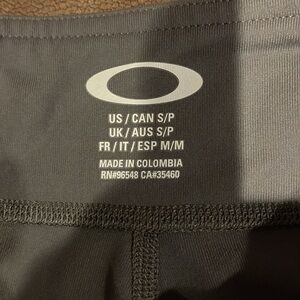 US / CAN S/P
UK / AUS S/P
FR / IT / ESP M/M
MADE IN COLOMBIA
RN#96548 CA#35460